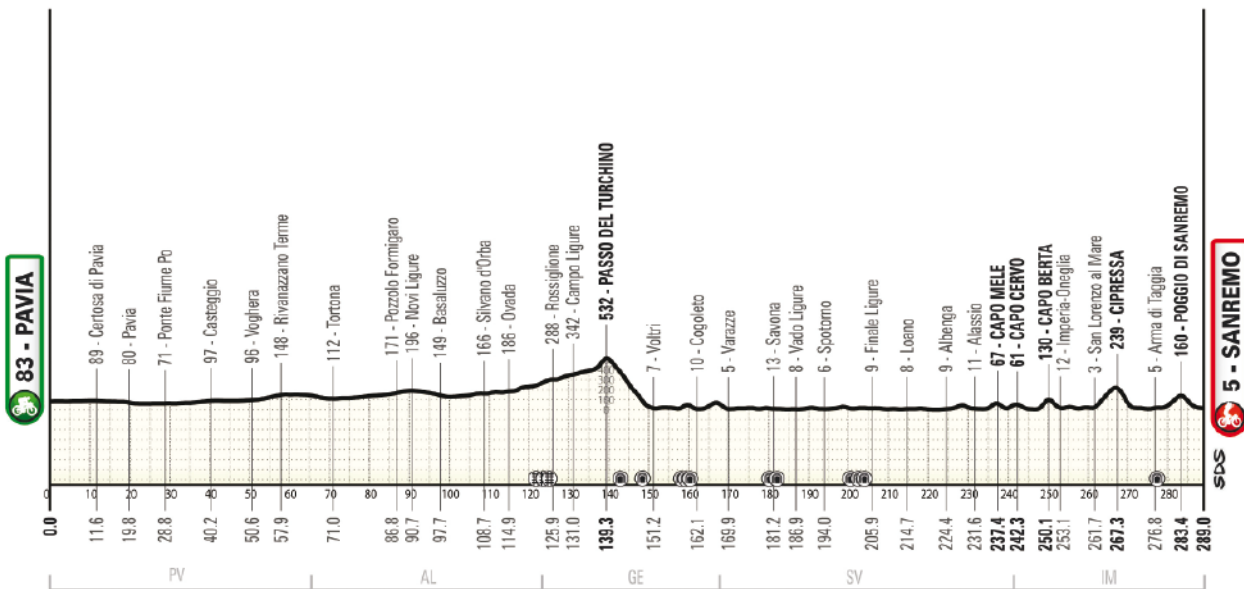 83 - PAVIA
89 - Certosa di Pavia
80 - Pavia
71 - Ponte Fiume Po
97 - Casteggio
96 - Voghera
148 - Rivanazzano Terme
112 - Tortona
171 - Pozzolo Formigaro
196 - Novi Ligure
149 - Basaluzzo
166 - Silvano d'Orba
186 - Ovada
288 - Rossiglione
342 - Campo Ligure
532 - PASSO DEL TURCHINO
7 - Voltri
10 - Cogoleto
5 - Varazze
13 - Savona
8 - Vado Ligure
6 - Spotorno
9 - Finale Ligure
8 - Loano
9 - Albenga
11 - Alassio
67 - CAPO MELE
61 - CAPO CERVO
130 - CAPO BERTA
12 - Imperia-Oneglia
3 - San Lorenzo al Mare
239 - CIPRESSA
5 - Arma di Taggia
160 - POGGIO DI SANREMO
5 - SANREMO
400
300
200
100
0
SDS
0 10 20 30 40 50 60 70 80 90 100 110 120 130 140 150 160 170 180 190 200 210 220 230 240 250 260 270 280
0.0 11.6 19.8 28.8 40.2 50.6 57.9 71.0 86.8 90.7 97.7 108.7 114.9 125.9 131.0 139.3 151.2 162.1 169.9 181.2 186.9 194.0 205.9 214.7 224.4 231.6 237.4 242.3 250.1 253.1 261.7 267.3 276.8 283.4 289.0
PV AL GE SV IM